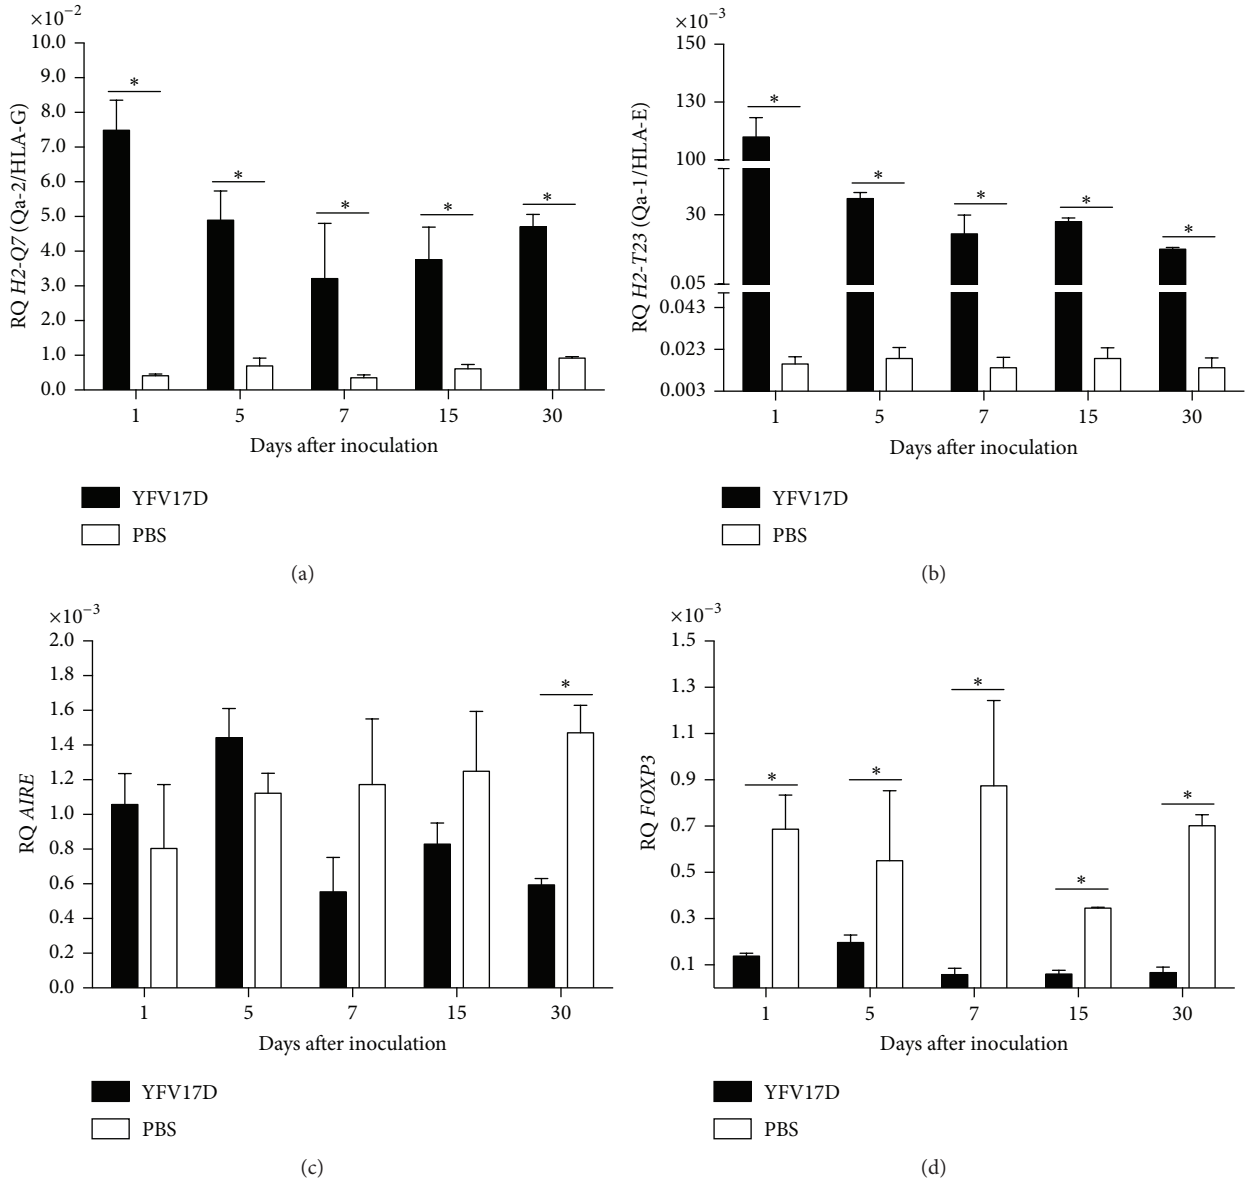 ×10⁻²
10.0
9.0
8.0
7.0
6.0
5.0
4.0
3.0
2.0
1.0
0.0
RQ H2-Q7 (Qa-2/HLA-G)
* * * * *
1 5 7 15 30
Days after inoculation
YFV17D
PBS
(a)
×10⁻³
150
130
100
30
0.05
0.043
0.023
0.003
RQ H2-T23 (Qa-1/HLA-E)
* * * * *
1 5 7 15 30
Days after inoculation
YFV17D
PBS
(b)
×10⁻³
2.0
1.8
1.6
1.4
1.2
1.0
0.8
0.6
0.4
0.2
0.0
RQ AIRE
*
1 5 7 15 30
Days after inoculation
YFV17D
PBS
(c)
×10⁻³
1.5
1.3
1.1
0.9
0.7
0.5
0.3
0.1
RQ FOXP3
* * * * *
1 5 7 15 30
Days after inoculation
YFV17D
PBS
(d)